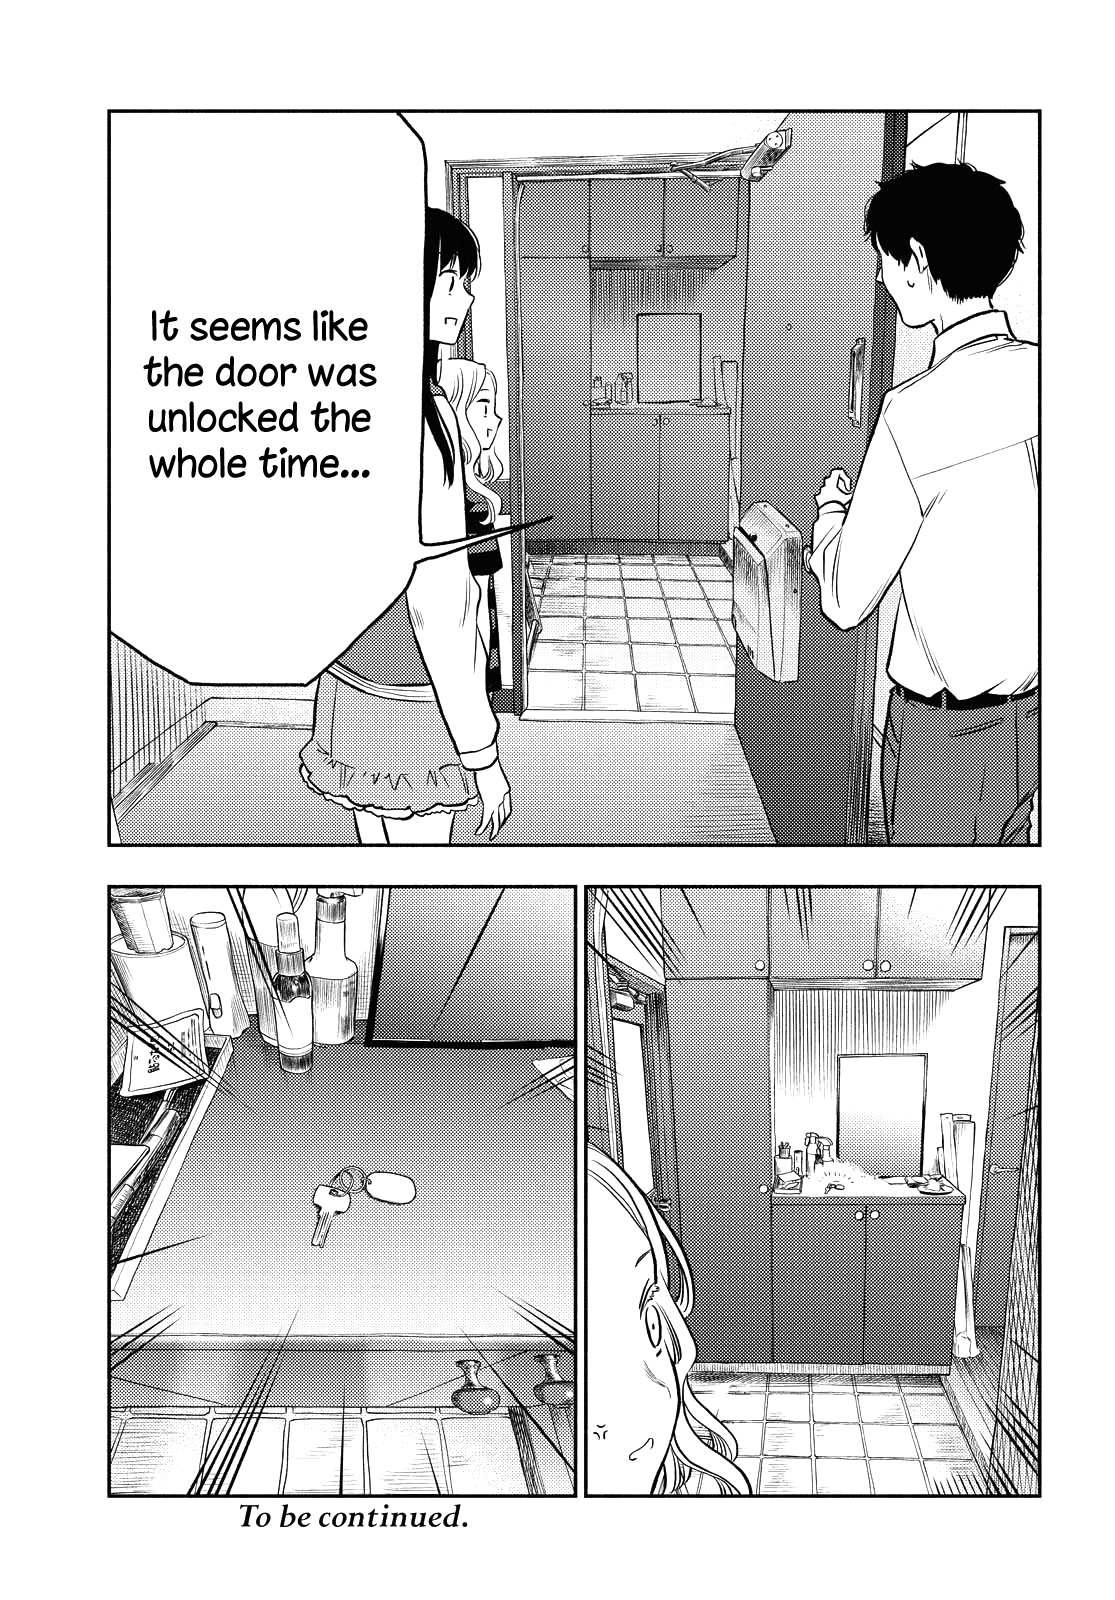 It seems like
the door was
unlocked the
whole time...
To be continued.